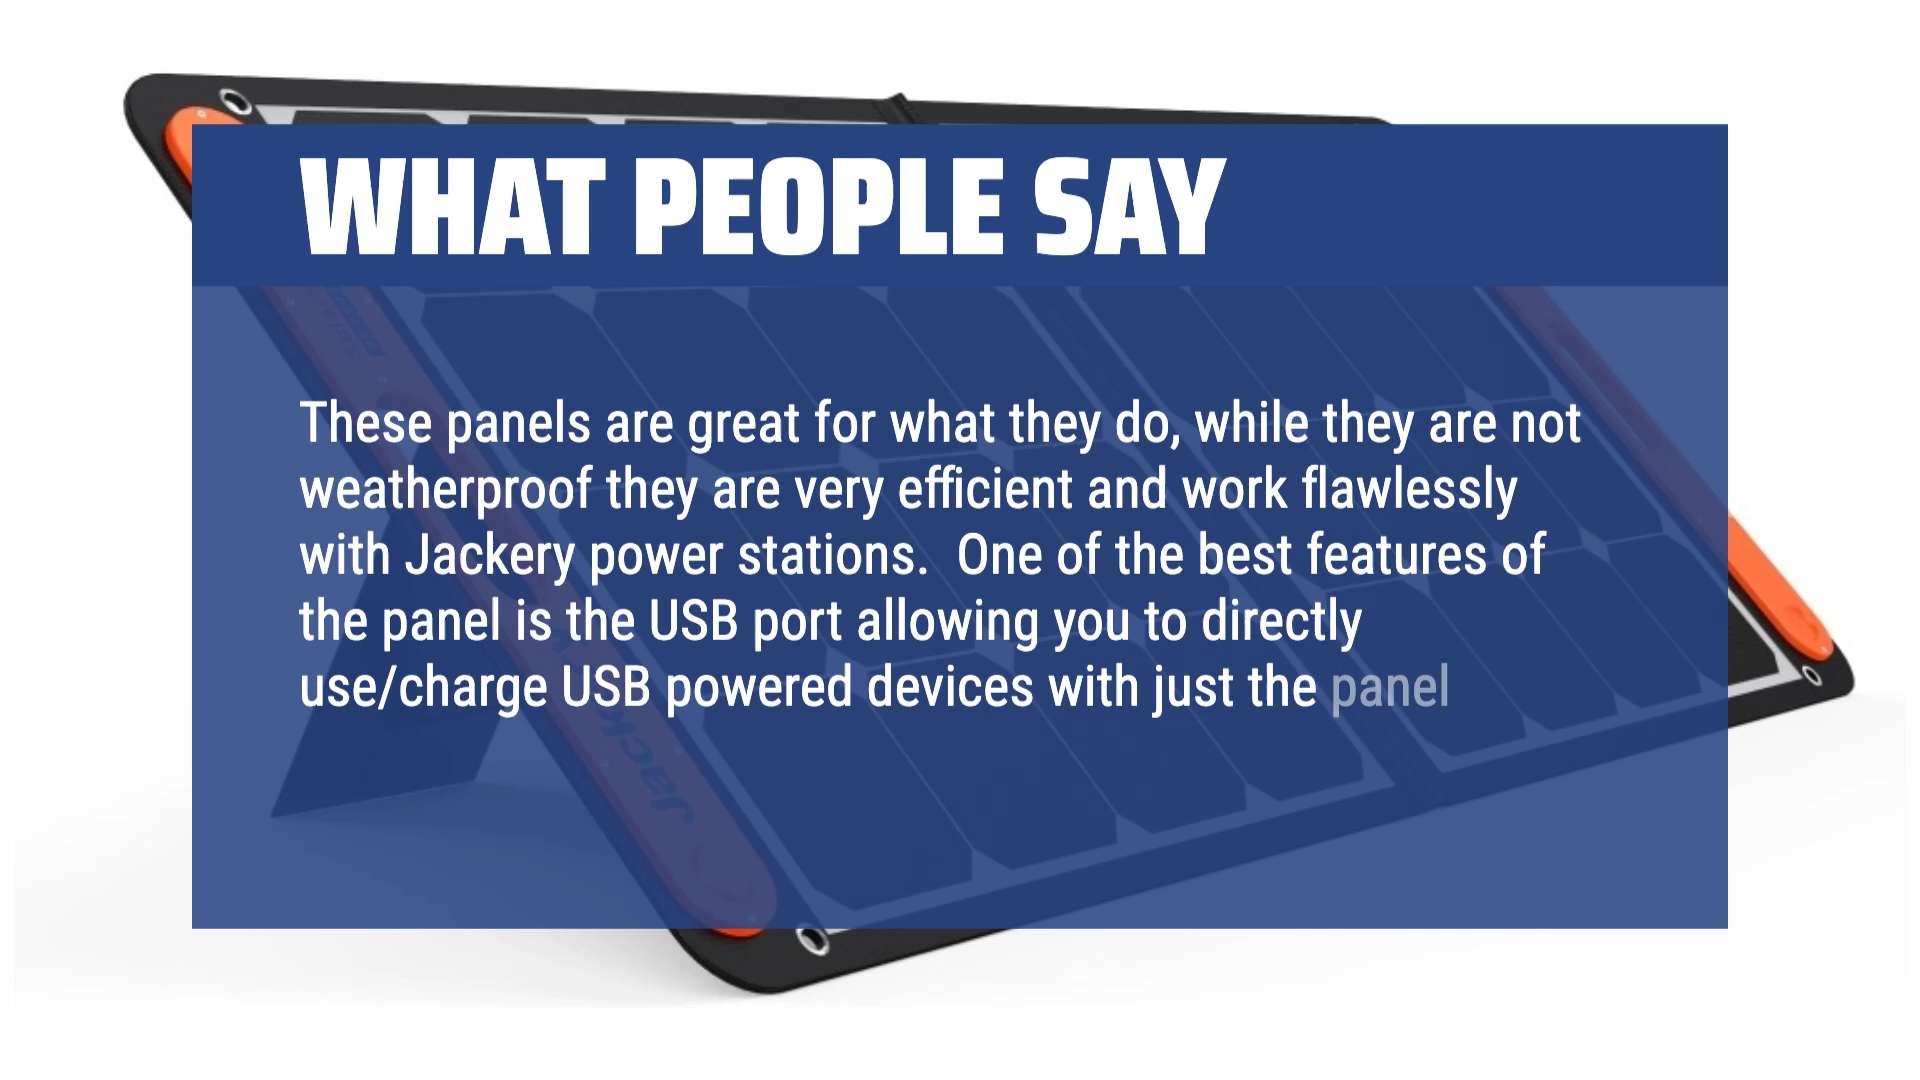 WHAT PEOPLE SAY
These panels are great for what they do, while they are not
weatherproof they are very efficient and work flawlessly
with Jackery power stations.  One of the best features of
the panel is the USB port allowing you to directly
use/charge USB powered devices with just the panel
Jackery